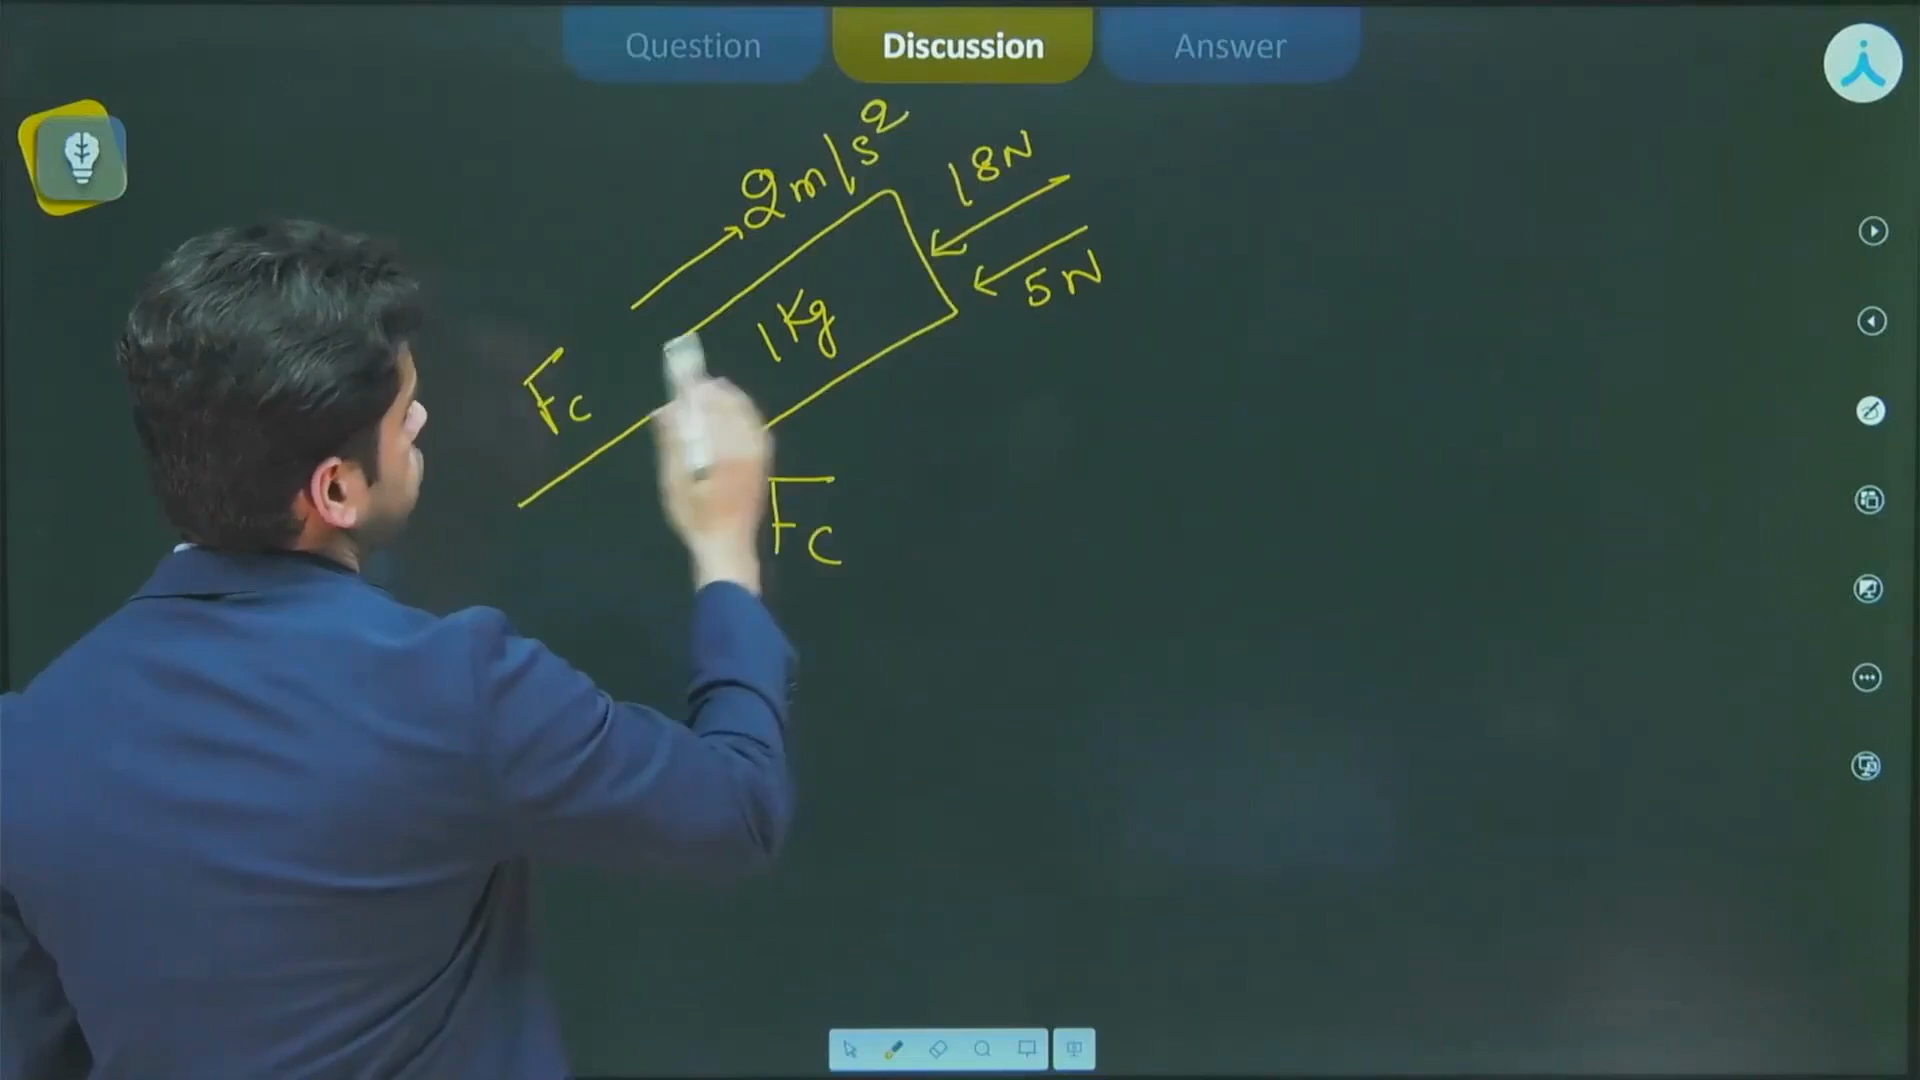 Question
Discussion
Answer
2m/s²
18N
5N
1Kg
Fc
Fc